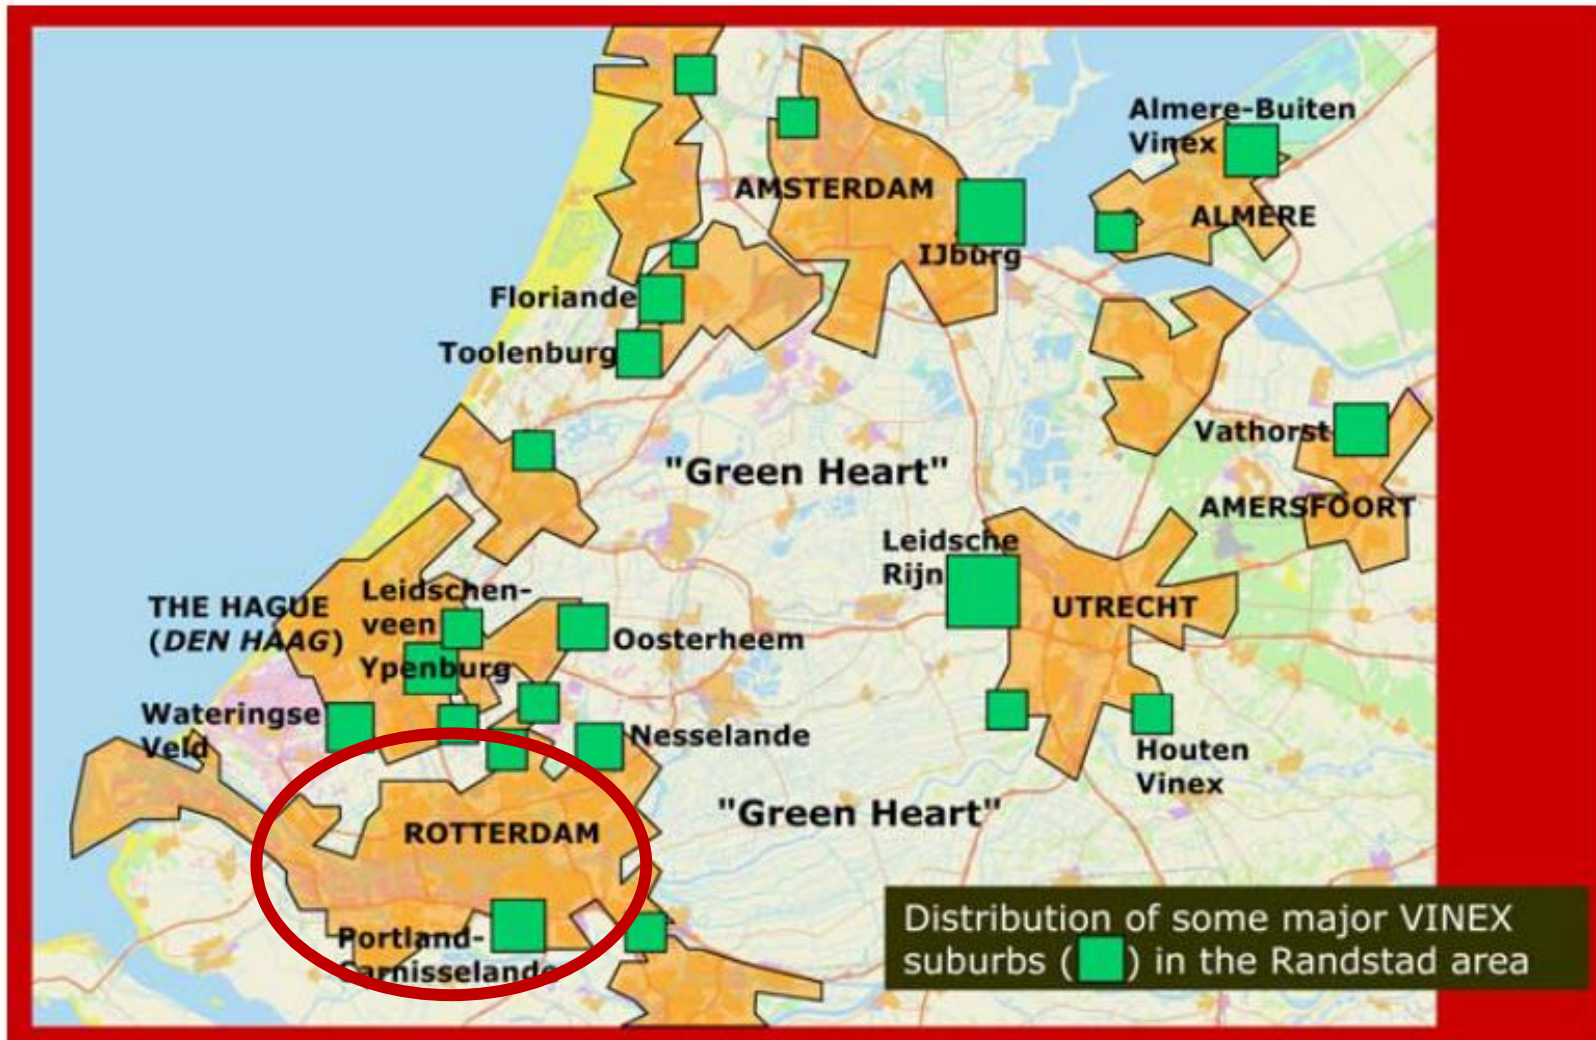 Almere-Buiten
Vinex
AMSTERDAM
ALMERE
IJburg
Floriande
Toolenburg
Vathorst
"Green Heart"
AMERSFOORT
Leidsche
Rijn
UTRECHT
THE HAGUE
(DEN HAAG)
Leidschen-
veen
Oosterheem
Ypenburg
Wateringse
Veld
Nesselande
Houten
Vinex
"Green Heart"
ROTTERDAM
Portland-
Carnisselande
Distribution of some major VINEX
suburbs ( ) in the Randstad area